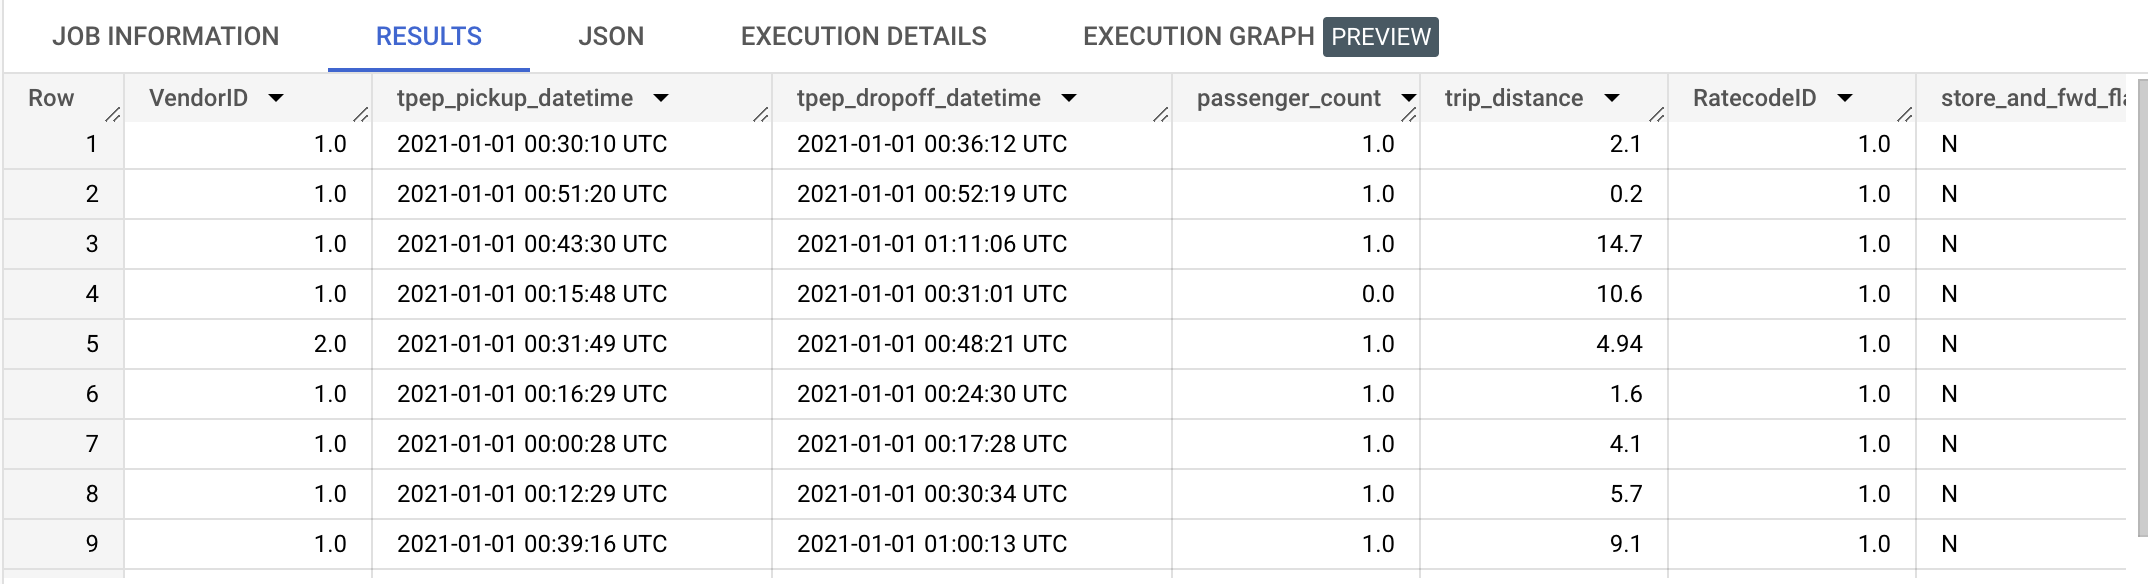 JOB INFORMATION RESULTS JSON EXECUTION DETAILS EXECUTION GRAPH PREVIEW
Row VendorID tpep_pickup_datetime tpep_dropoff_datetime passenger_count trip_distance RatecodeID store_and_fwd_fl
1 1.0 2021-01-01 00:30:10 UTC 2021-01-01 00:36:12 UTC 1.0 2.1 1.0 N
2 1.0 2021-01-01 00:51:20 UTC 2021-01-01 00:52:19 UTC 1.0 0.2 1.0 N
3 1.0 2021-01-01 00:43:30 UTC 2021-01-01 01:11:06 UTC 1.0 14.7 1.0 N
4 1.0 2021-01-01 00:15:48 UTC 2021-01-01 00:31:01 UTC 0.0 10.6 1.0 N
5 2.0 2021-01-01 00:31:49 UTC 2021-01-01 00:48:21 UTC 1.0 4.94 1.0 N
6 1.0 2021-01-01 00:16:29 UTC 2021-01-01 00:24:30 UTC 1.0 1.6 1.0 N
7 1.0 2021-01-01 00:00:28 UTC 2021-01-01 00:17:28 UTC 1.0 4.1 1.0 N
8 1.0 2021-01-01 00:12:29 UTC 2021-01-01 00:30:34 UTC 1.0 5.7 1.0 N
9 1.0 2021-01-01 00:39:16 UTC 2021-01-01 01:00:13 UTC 1.0 9.1 1.0 N